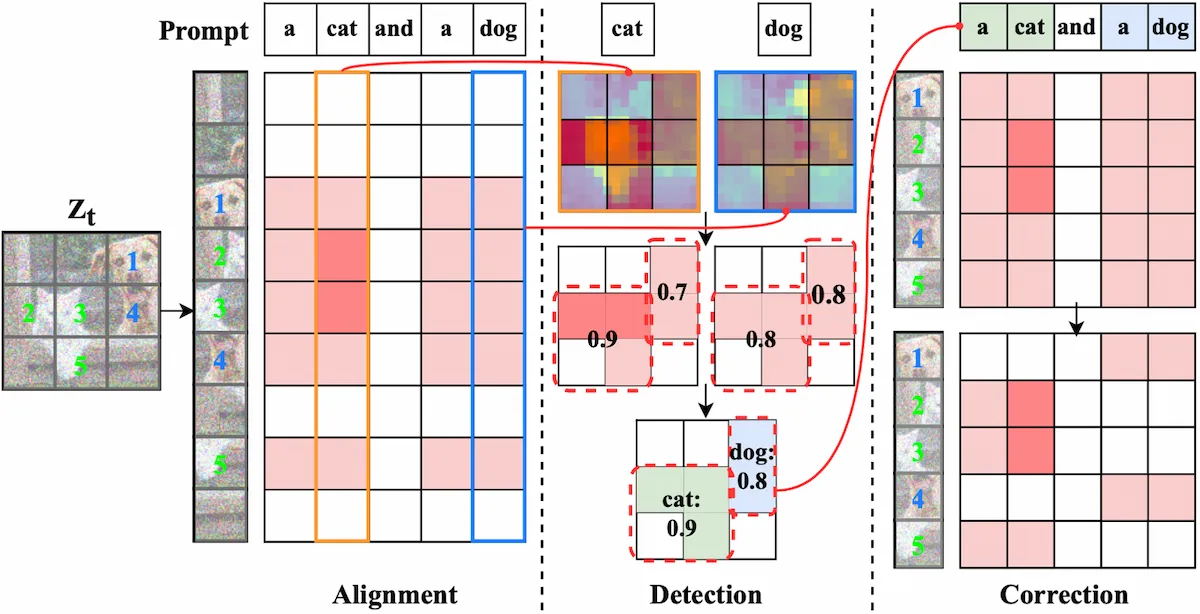 Prompt
a cat and a dog
cat
dog
a cat and a dog
Z_t
1
2 3 4
5
1
2
3
4
5
0.7
0.9
0.8
0.8
dog:
0.8
cat:
0.9
1
2
3
4
5
1
2
3
4
5
Alignment
Detection
Correction